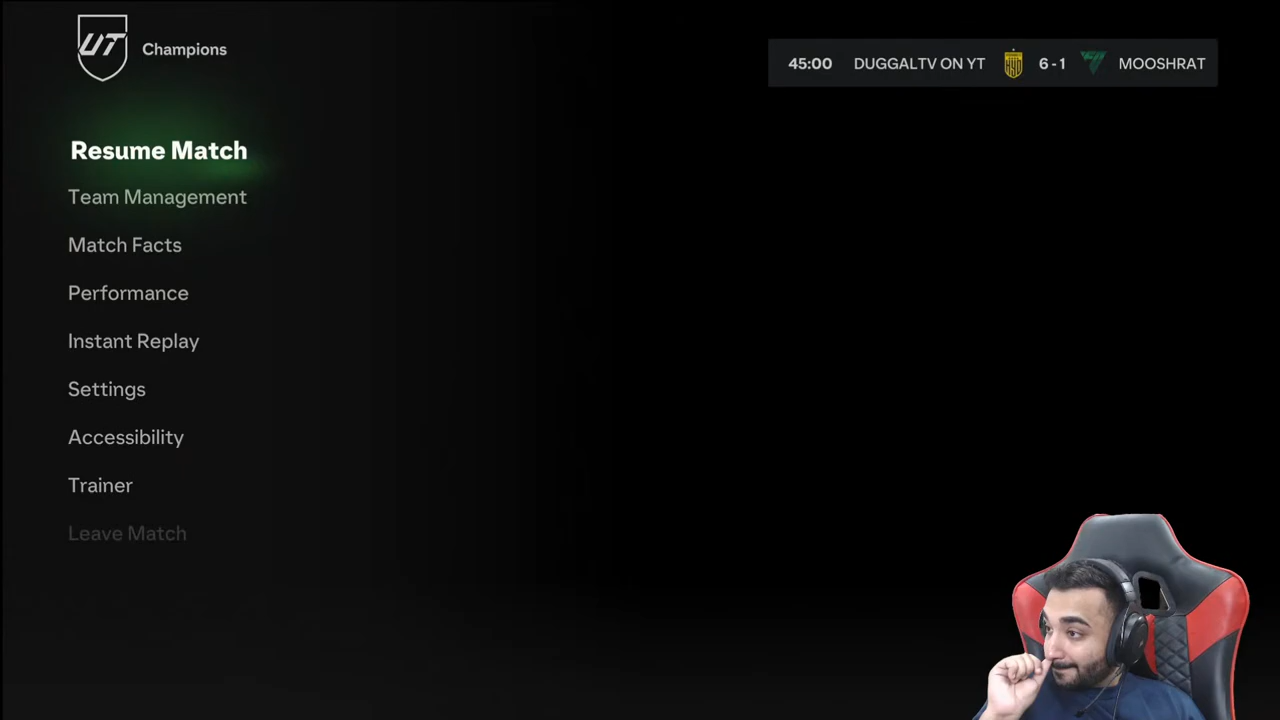 UT Champions
45:00 DUGGALTV ON YT HYD 6 - 1 MOOSHRAT
Resume Match
Team Management
Match Facts
Performance
Instant Replay
Settings
Accessibility
Trainer
Leave Match